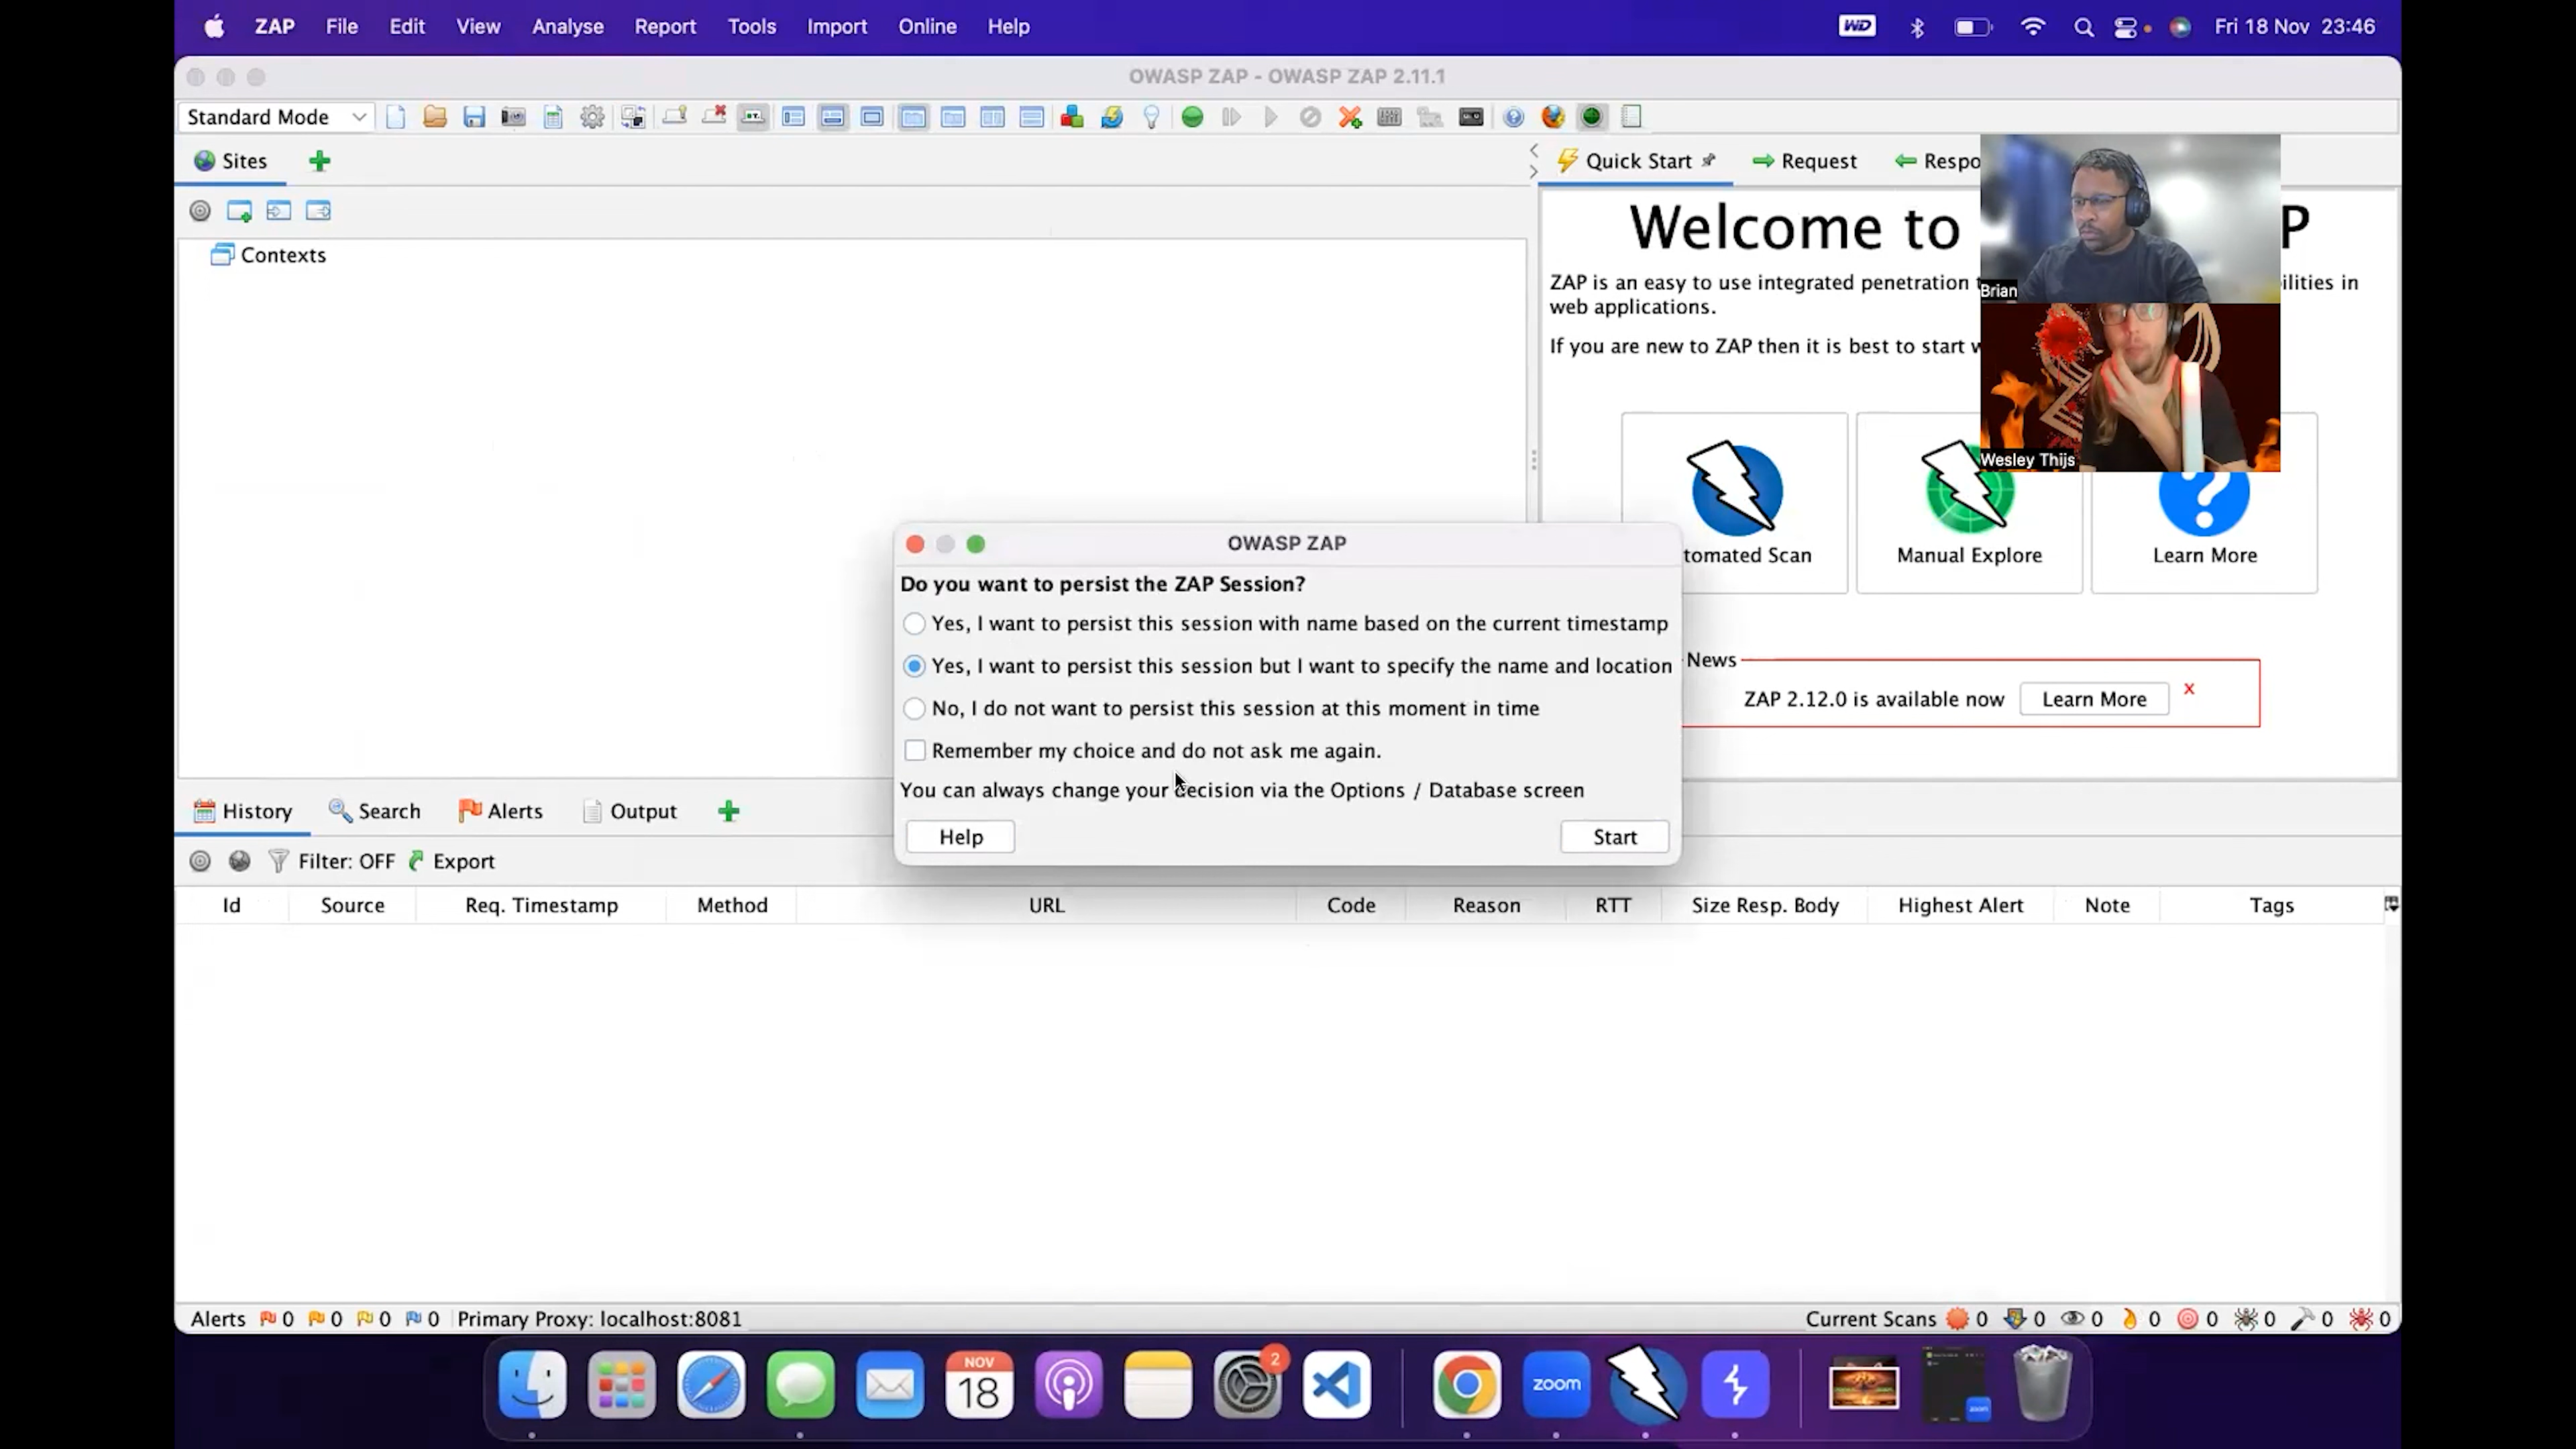 ZAP File Edit View Analyse Report Tools Import Online Help
WD
Fri 18 Nov 23:46
OWASP ZAP - OWASP ZAP 2.11.1
Standard Mode
Sites
Quick Start
Request
Respo
Contexts
Welcome to
P
ZAP is an easy to use integrated penetration
ilities in
web applications.
If you are new to ZAP then it is best to start
Brian
Wesley Thijs
tomated Scan
Manual Explore
?
Learn More
OWASP ZAP
Do you want to persist the ZAP Session?
Yes, I want to persist this session with name based on the current timestamp
Yes, I want to persist this session but I want to specify the name and location
No, I do not want to persist this session at this moment in time
Remember my choice and do not ask me again.
You can always change your decision via the Options / Database screen
Help
Start
News
ZAP 2.12.0 is available now
Learn More
x
History
Search
Alerts
Output
Filter: OFF
Export
Id Source Req. Timestamp Method URL Code Reason RTT Size Resp. Body Highest Alert Note Tags
Alerts 0 0 0 0 Primary Proxy: localhost:8081
Current Scans 0 0 0 0 0 0 0 0
NOV
18
2
zoom
zoom